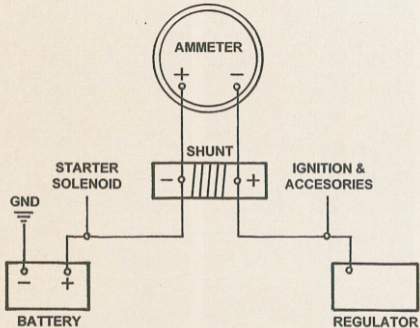 AMMETER
+ −
SHUNT
− +
STARTER
SOLENOID
IGNITION &
ACCESORIES
GND
− +
BATTERY
REGULATOR